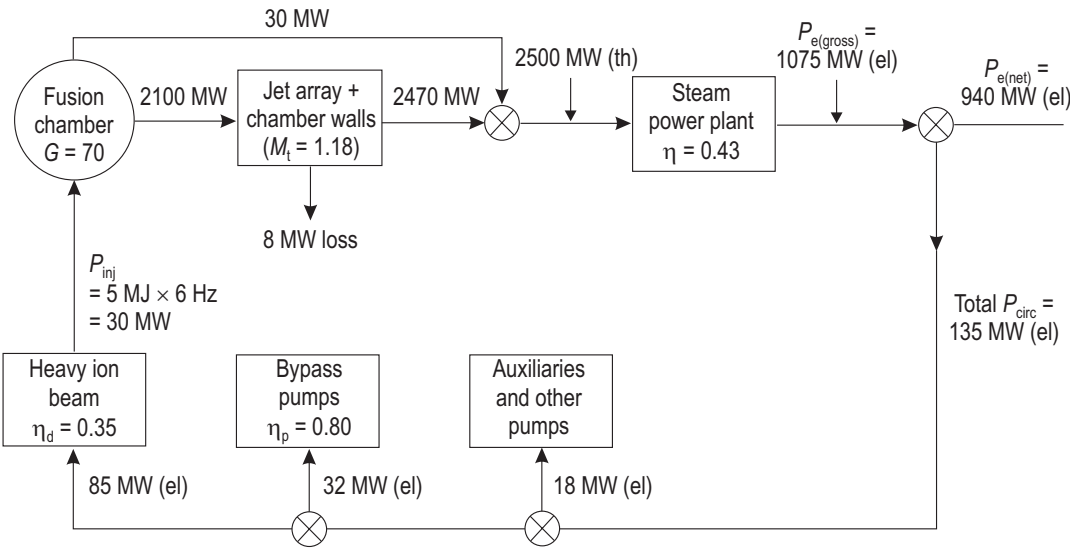 30 MW
Fusion
chamber
G = 70
2100 MW
Jet array +
chamber walls
(Mt = 1.18)
2470 MW
2500 MW (th)
Steam
power plant
η = 0.43
Pe(gross) =
1075 MW (el)
Pe(net) =
940 MW (el)
8 MW loss
Pinj
= 5 MJ × 6 Hz
= 30 MW
Total Pcirc =
135 MW (el)
Heavy ion
beam
ηd = 0.35
Bypass
pumps
ηp = 0.80
Auxiliaries
and other
pumps
85 MW (el)
32 MW (el)
18 MW (el)